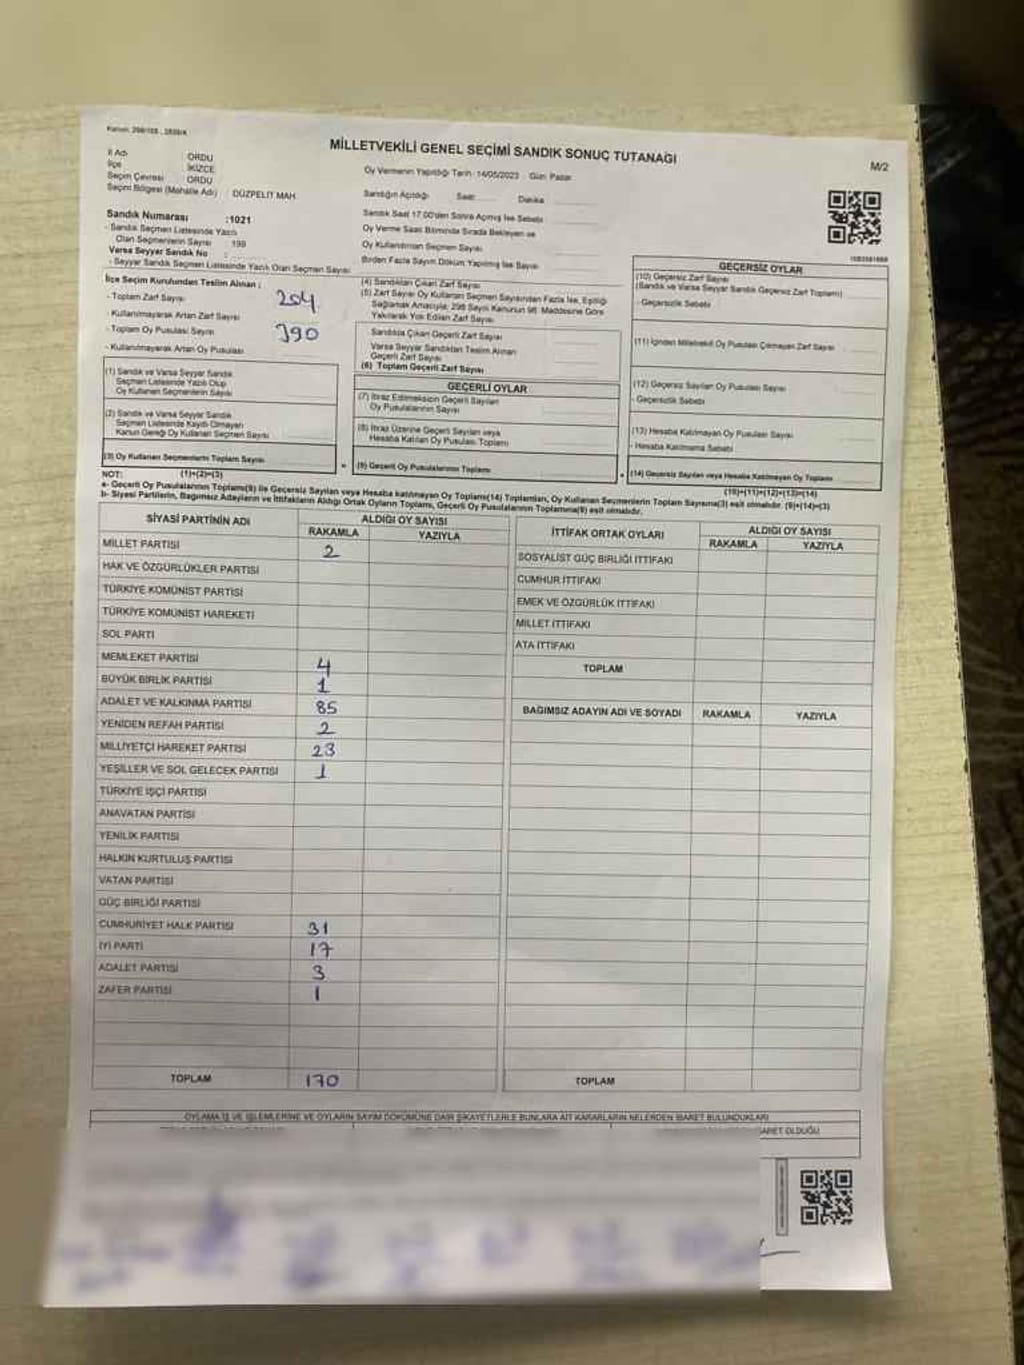 Kanun: 298/105, 2839/A
MİLLETVEKİLİ GENEL SEÇİMİ SANDIK SONUÇ TUTANAĞI
M/2
İl Adı ORDU
İlçe İKİZCE
Seçim Çevresi ORDU
Seçim Bölgesi (Mahalle Adı) : DÜZPELİT MAH.
Oy Vermenin Yapıldığı Tarih: 14/05/2023 Gün: Pazar
Sandığın Açıldığı Saat: Dakika
Sandık Saat 17.00'den Sonra Açılmış İse Sebebi
Oy Verme Saati Bitiminde Sırada Bekleyen ve
Oy Kullandırılan Seçmen Sayısı
Birden Fazla Sayım Döküm Yapılmış İse Sayısı
Sandık Numarası :1021
- Sandık Seçmen Listesinde Yazılı
Olan Seçmenlerin Sayısı : 199
Varsa Seyyar Sandık No :
- Seyyar Sandık Seçmen Listesinde Yazılı Olan Seçmen Sayısı
İlçe Seçim Kurulundan Teslim Alınan :
- Toplam Zarf Sayısı 204
- Kullanılmayarak Artan Zarf Sayısı
- Toplam Oy Pusulası Sayısı 390
- Kullanılmayarak Artan Oy Pusulası
(1) Sandık ve Varsa Seyyar Sandık
Seçmen Listesinde Yazılı Olup
Oy Kullanan Seçmenlerin Sayısı
(2) Sandık ve Varsa Seyyar Sandık
Seçmen Listesinde Kaydı Olmayan
Kanun Gereği Oy Kullanan Seçmen Sayısı
(3) Oy Kullanan Seçmenlerin Toplam Sayısı
(1)+(2)=(3)
(4) Sandıktan Çıkan Zarf Sayısı
(5) Zarf Sayısı Oy Kullanan Seçmen Sayısından Fazla İse, Eşitliği
Sağlamak Amacıyla; 298 Sayılı Kanunun 98. Maddesine Göre
Yakılarak Yok Edilen Zarf Sayısı
Sandıkta Çıkan Geçerli Zarf Sayısı
Varsa Seyyar Sandıktan Teslim Alınan
Geçerli Zarf Sayısı
(6) Toplam Geçerli Zarf Sayısı
GEÇERLİ OYLAR
(7) İtiraz Edilmeksizin Geçerli Sayılan
Oy Pusulalarının Sayısı
(8) İtiraz Üzerine Geçerli Sayılan veya
Hesaba Katılan Oy Pusulası Toplamı
(9) Geçerli Oy Pusulalarının Toplamı
GEÇERSİZ OYLAR
(10) Geçersiz Zarf Sayısı
(Sandık ve Varsa Seyyar Sandık Geçersiz Zarf Toplamı)
- Geçersizlik Sebebi
(11) İçinden Milletvekili Oy Pusulası Çıkmayan Zarf Sayısı
(12) Geçersiz Sayılan Oy Pusulası Sayısı
- Geçersizlik Sebebi
(13) Hesaba Katılmayan Oy Pusulası Sayısı
- Hesaba Katılmama Sebebi
(14) Geçersiz Sayılan veya Hesaba Katılmayan Oy Toplamı
(10)+(11)+(12)+(13)=(14)
NOT:
a- Geçerli Oy Pusulalarının Toplamı(9) ile Geçersiz Sayılan veya Hesaba katılmayan Oy Toplamı(14) Toplamları, Oy Kullanan Seçmenlerin Toplam Sayısına(3) eşit olmalıdır. (9)+(14)=(3)
b- Siyasi Partilerin, Bağımsız Adayların ve İttifakların Aldığı Ortak Oyların Toplamı, Geçerli Oy Pusulalarının Toplamına(9) eşit olmalıdır.
SİYASİ PARTİNİN ADI ALDIĞI OY SAYISI
RAKAMLA YAZIYLA
MİLLET PARTİSİ 2
HAK VE ÖZGÜRLÜKLER PARTİSİ
TÜRKİYE KOMÜNİST PARTİSİ
TÜRKİYE KOMÜNİST HAREKETİ
SOL PARTİ
MEMLEKET PARTİSİ 4
BÜYÜK BİRLİK PARTİSİ 1
ADALET VE KALKINMA PARTİSİ 85
YENİDEN REFAH PARTİSİ 2
MİLLİYETÇİ HAREKET PARTİSİ 23
YEŞİLLER VE SOL GELECEK PARTİSİ 1
TÜRKİYE İŞÇİ PARTİSİ
ANAVATAN PARTİSİ
YENİLİK PARTİSİ
HALKIN KURTULUŞ PARTİSİ
VATAN PARTİSİ
GÜÇ BİRLİĞİ PARTİSİ
CUMHURİYET HALK PARTİSİ 31
İYİ PARTİ 17
ADALET PARTİSİ 3
ZAFER PARTİSİ 1
TOPLAM 170
İTTİFAK ORTAK OYLARI ALDIĞI OY SAYISI
RAKAMLA YAZIYLA
SOSYALİST GÜÇ BİRLİĞİ İTTİFAKI
CUMHUR İTTİFAKI
EMEK VE ÖZGÜRLÜK İTTİFAKI
MİLLET İTTİFAKI
ATA İTTİFAKI
TOPLAM
BAĞIMSIZ ADAYIN ADI VE SOYADI RAKAMLA YAZIYLA
TOPLAM
OYLAMA İŞ VE İŞLEMLERİNE VE OYLARIN SAYIM DÖKÜMÜNE DAİR ŞİKAYETLERLE BUNLARA AİT KARARLARIN NELERDEN İBARET BULUNDUKLARI
ARET OLDUĞU